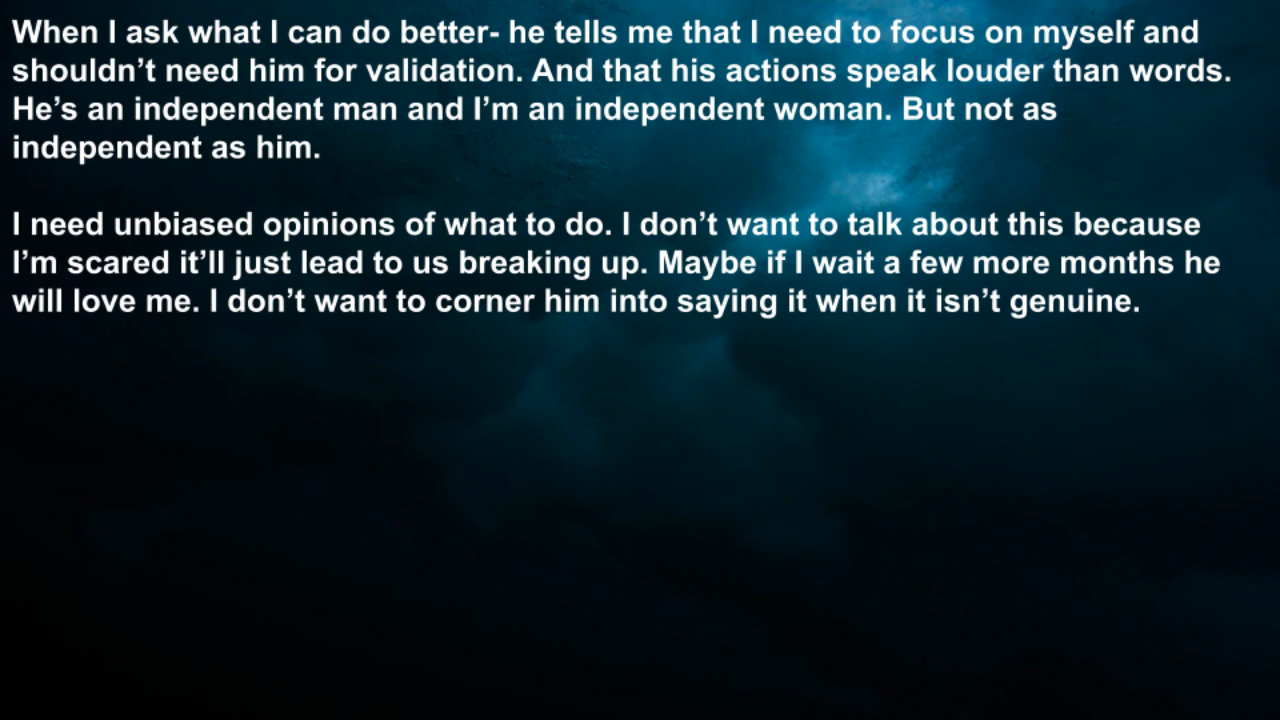 When I ask what I can do better- he tells me that I need to focus on myself and
shouldn’t need him for validation. And that his actions speak louder than words.
He’s an independent man and I’m an independent woman. But not as
independent as him.
I need unbiased opinions of what to do. I don’t want to talk about this because
I’m scared it’ll just lead to us breaking up. Maybe if I wait a few more months he
will love me. I don’t want to corner him into saying it when it isn’t genuine.